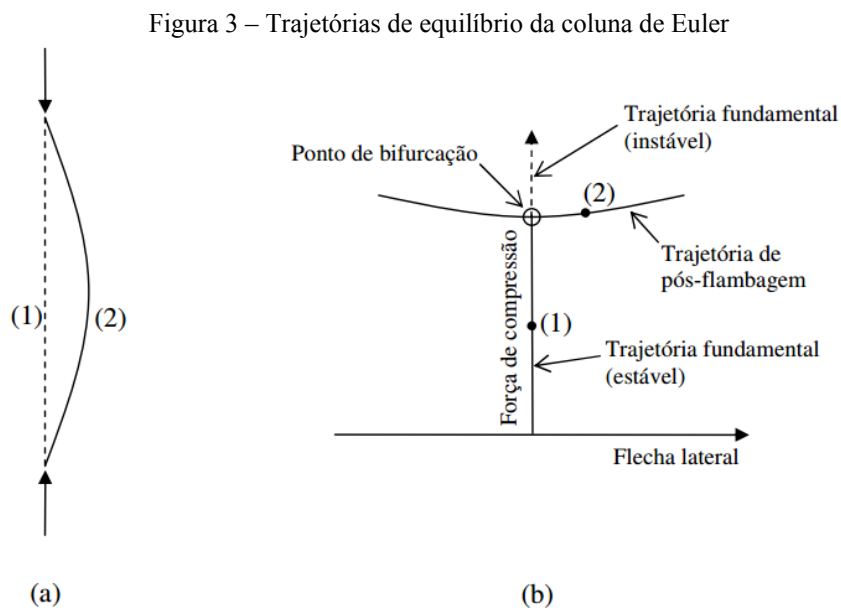 Figura 3 – Trajetórias de equilíbrio da coluna de Euler
(1)
(2)
(a)
Ponto de bifurcação
Trajetória fundamental
(instável)
(2)
Trajetória de
pós-flambagem
Força de compressão
(1)
Trajetória fundamental
(estável)
Flecha lateral
(b)